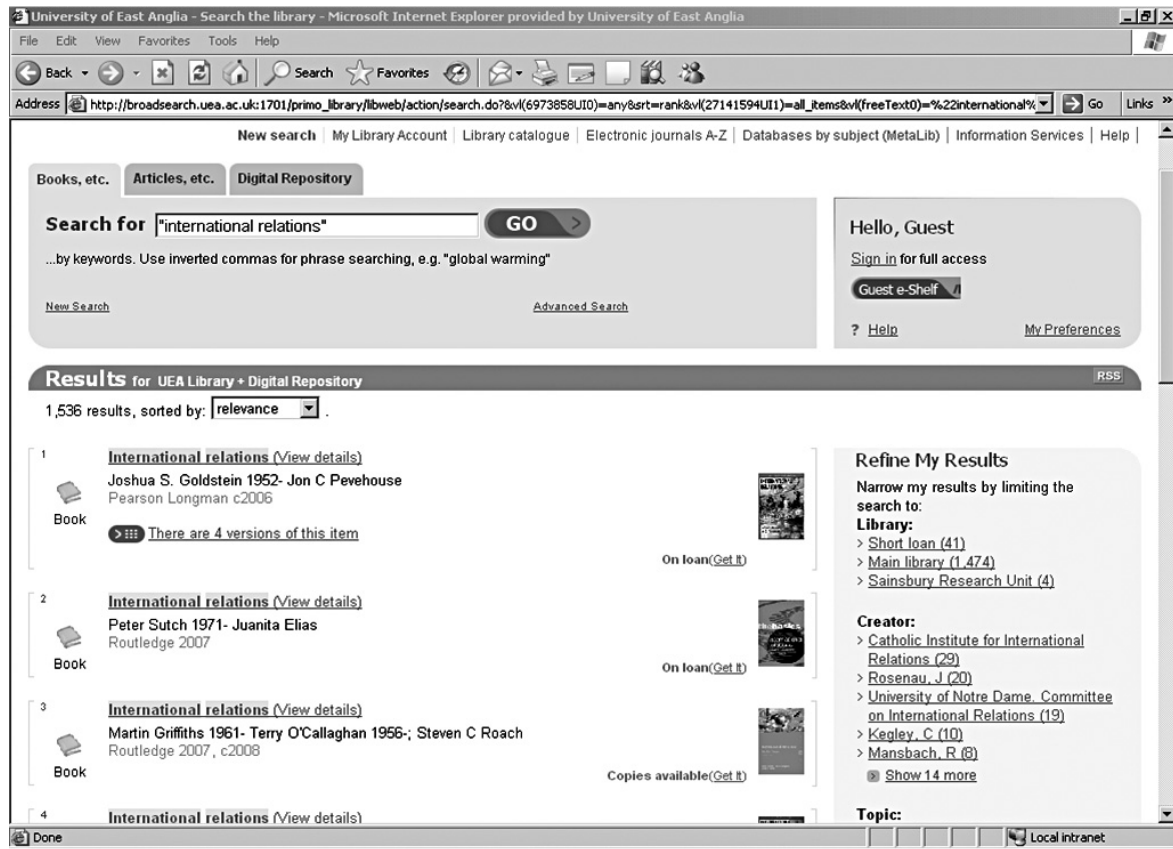 University of East Anglia - Search the library - Microsoft Internet Explorer provided by University of East Anglia
File Edit View Favorites Tools Help
Back Search Favorites
Address http://broadsearch.uea.ac.uk:1701/primo_library/libweb/action/search.do?&vl(6973858UI0)=any&srt=rank&vl(27141594UI1)=all_items&vl(freeText0)=%22international% Go Links »
New search | My Library Account | Library catalogue | Electronic journals A-Z | Databases by subject (MetaLib) | Information Services | Help |
Books, etc. Articles, etc. Digital Repository
Search for "international relations" GO >
...by keywords. Use inverted commas for phrase searching, e.g. "global warming"
New Search Advanced Search
Hello, Guest
Sign in for full access
Guest e-Shelf
? Help My Preferences
Results for UEA Library + Digital Repository RSS
1,536 results, sorted by: relevance .
1 International relations (View details)
Joshua S. Goldstein 1952- Jon C Pevehouse
Pearson Longman c2006
Book
There are 4 versions of this item
On loan(Get It)
2 International relations (View details)
Peter Sutch 1971- Juanita Elias
Routledge 2007
Book
On loan(Get It)
3 International relations (View details)
Martin Griffiths 1961- Terry O'Callaghan 1956-; Steven C Roach
Routledge 2007, c2008
Book
Copies available(Get It)
4 International relations (View details)
Refine My Results
Narrow my results by limiting the
search to:
Library:
> Short loan (41)
> Main library (1,474)
> Sainsbury Research Unit (4)
Creator:
> Catholic Institute for International
Relations (29)
> Rosenau, J (20)
> University of Notre Dame. Committee
on International Relations (19)
> Kegley, C (10)
> Mansbach, R (8)
Show 14 more
Topic:
Done Local intranet